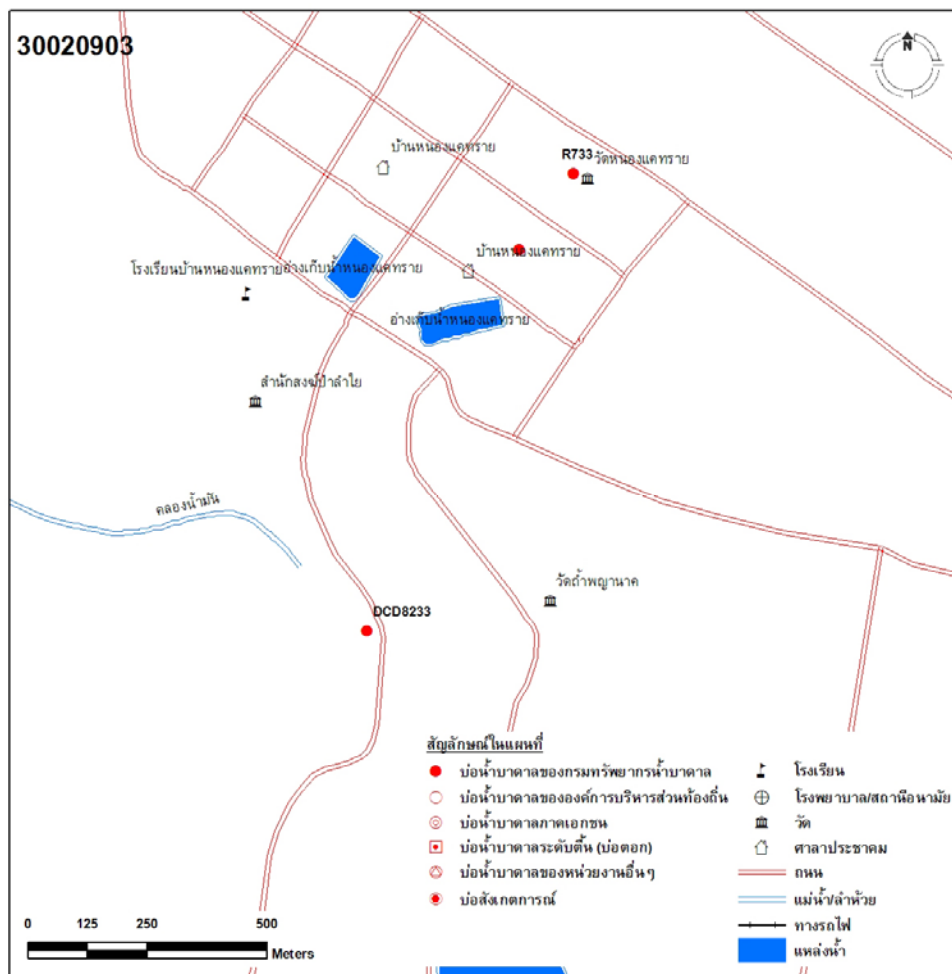 30020903
N
บ้านหนองแคทราย
R733
วัดหนองแคทราย
บ้านหนองแคทราย
โรงเรียนบ้านหนองแคทราย
อ่างเก็บน้ำหนองแคทราย
อ่างเก็บน้ำหนองแคทราย
สำนักสงฆ์ป่าลำใย
คลองน้ำมัน
วัดถ้ำพญานาค
DCD8233
สัญลักษณ์ในแผนที่
บ่อน้ำบาดาลของกรมทรัพยากรน้ำบาดาล
บ่อน้ำบาดาลขององค์การบริหารส่วนท้องถิ่น
บ่อน้ำบาดาลภาคเอกชน
บ่อน้ำบาดาลระดับตื้น (บ่อตอก)
บ่อน้ำบาดาลของหน่วยงานอื่นๆ
บ่อสังเกตการณ์
โรงเรียน
โรงพยาบาล/สถานีอนามัย
วัด
ศาลาประชาคม
ถนน
แม่น้ำ/ลำห้วย
ทางรถไฟ
แหล่งน้ำ
0 125 250 500
Meters